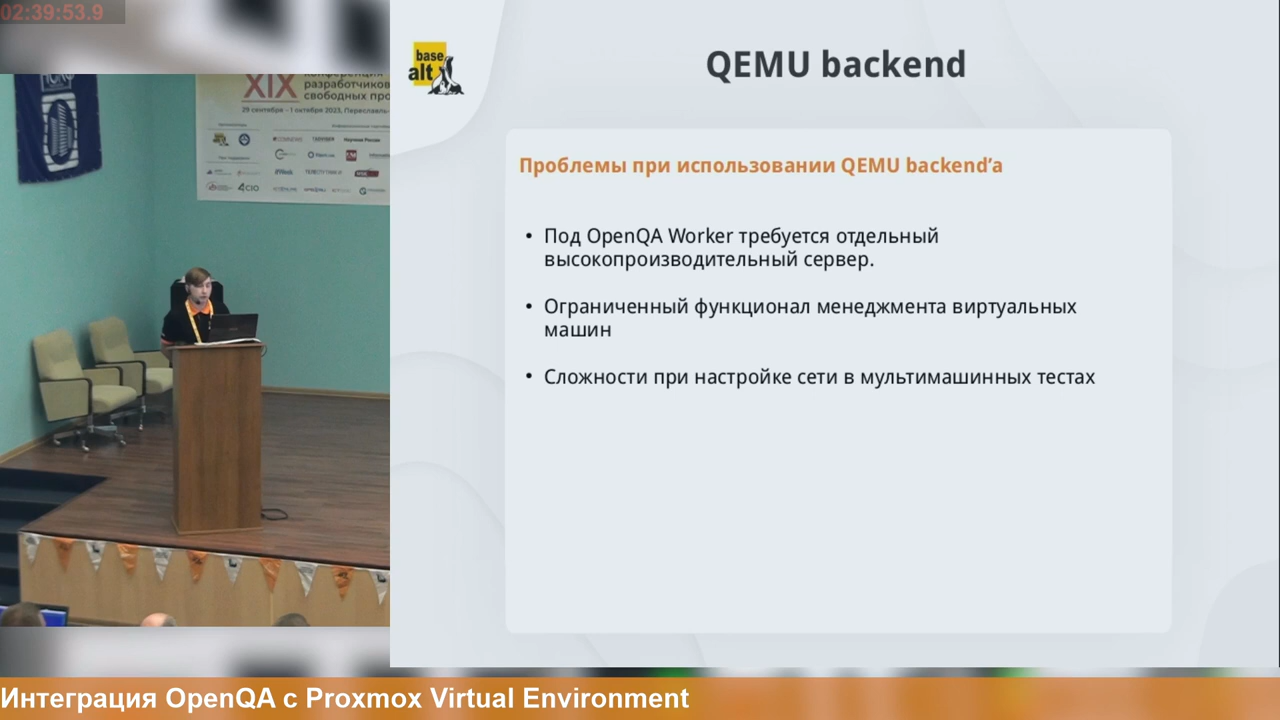 02:39:53.9
base
alt
QEMU backend
XIX
конференция
разработчиков
свободных про
29 сентября - 1 октября 2023, Переславль-
4CIO
Проблемы при использовании QEMU backend’а
• Под OpenQA Worker требуется отдельный
высокопроизводительный сервер.
• Ограниченный функционал менеджмента виртуальных
машин
• Сложности при настройке сети в мультимашинных тестах
Интеграция OpenQA с Proxmox Virtual Environment